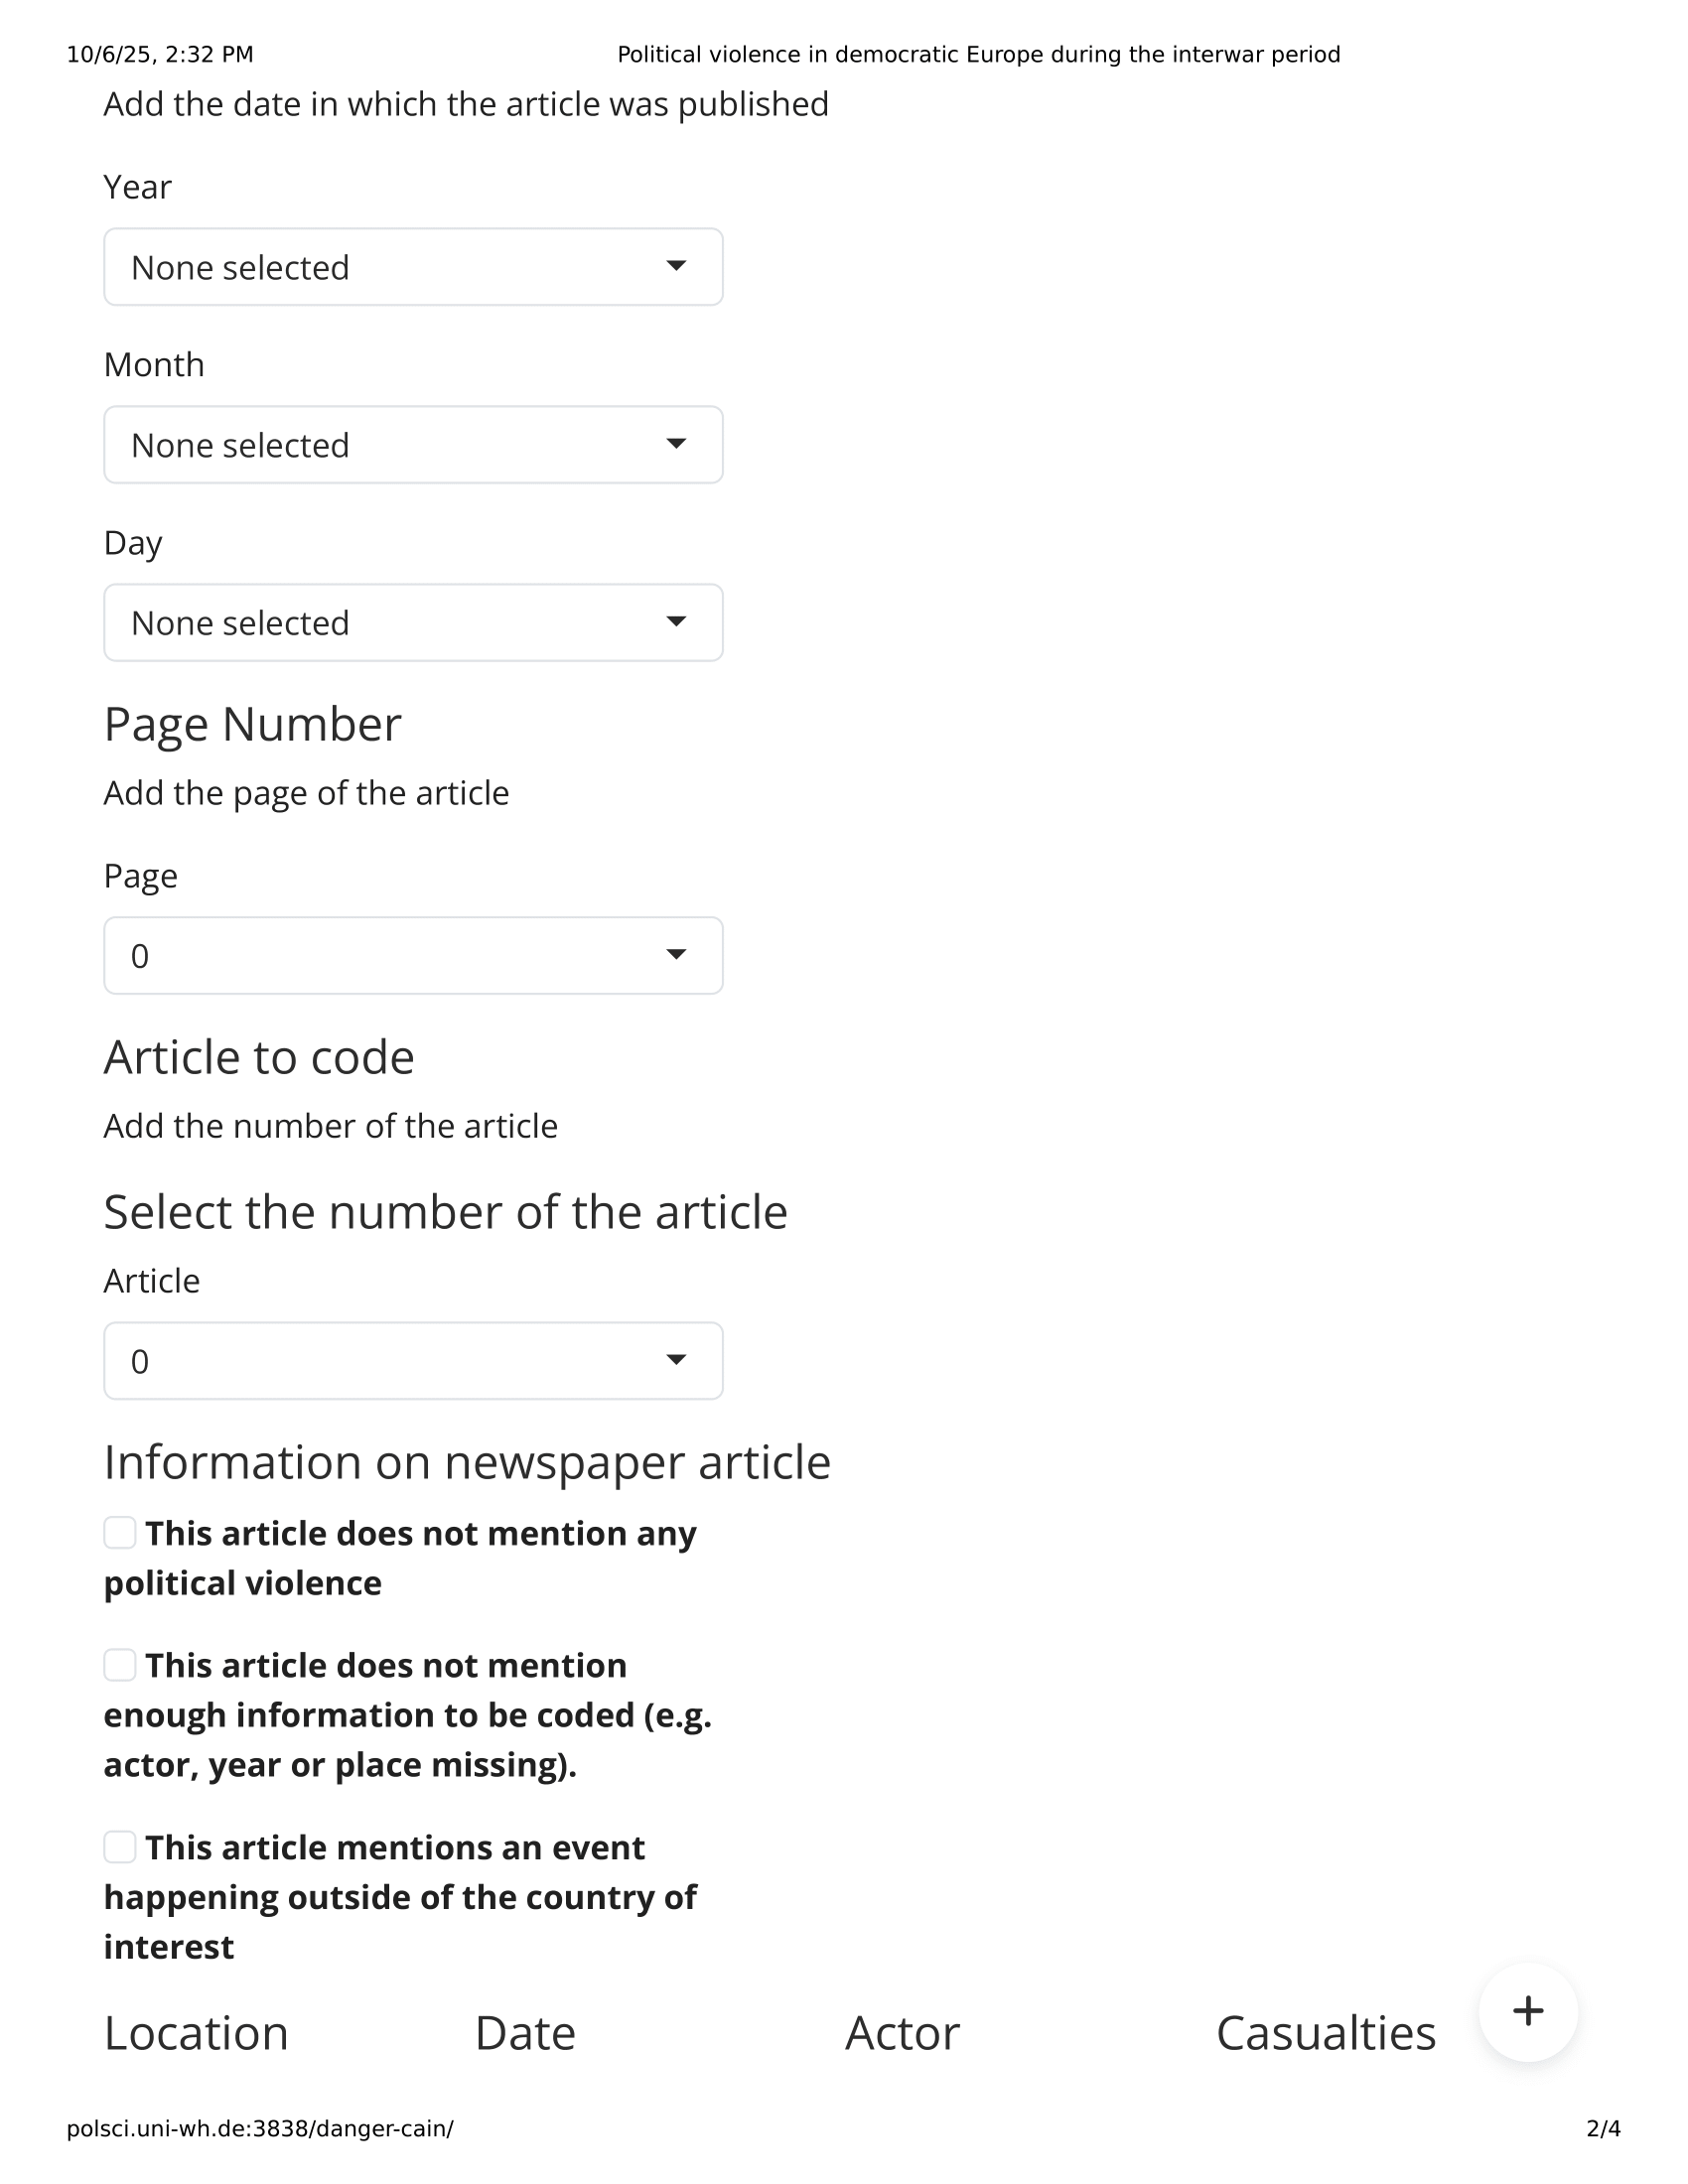 10/6/25, 2:32 PM Political violence in democratic Europe during the interwar period
Add the date in which the article was published
Year
None selected
Month
None selected
Day
None selected
Page Number
Add the page of the article
Page
0
Article to code
Add the number of the article
Select the number of the article
Article
0
Information on newspaper article
This article does not mention any
political violence
This article does not mention
enough information to be coded (e.g.
actor, year or place missing).
This article mentions an event
happening outside of the country of
interest
Location Date Actor Casualties +
polsci.uni-wh.de:3838/danger-cain/ 2/4